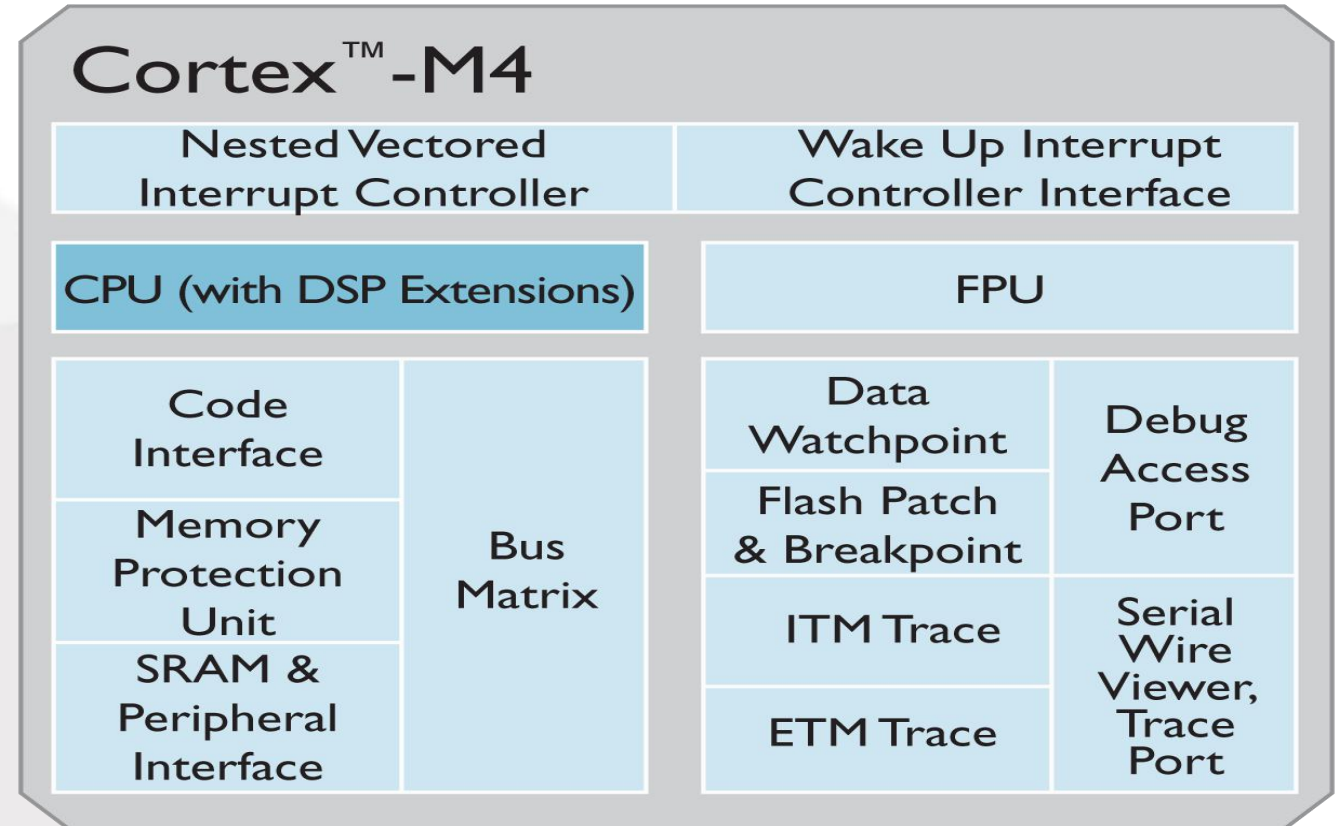 Cortex™-M4
Nested Vectored
Interrupt Controller
Wake Up Interrupt
Controller Interface
CPU (with DSP Extensions)
FPU
Code
Interface
Memory
Protection
Unit
SRAM &
Peripheral
Interface
Bus
Matrix
Data
Watchpoint
Flash Patch
& Breakpoint
ITM Trace
ETM Trace
Debug
Access
Port
Serial
Wire
Viewer,
Trace
Port